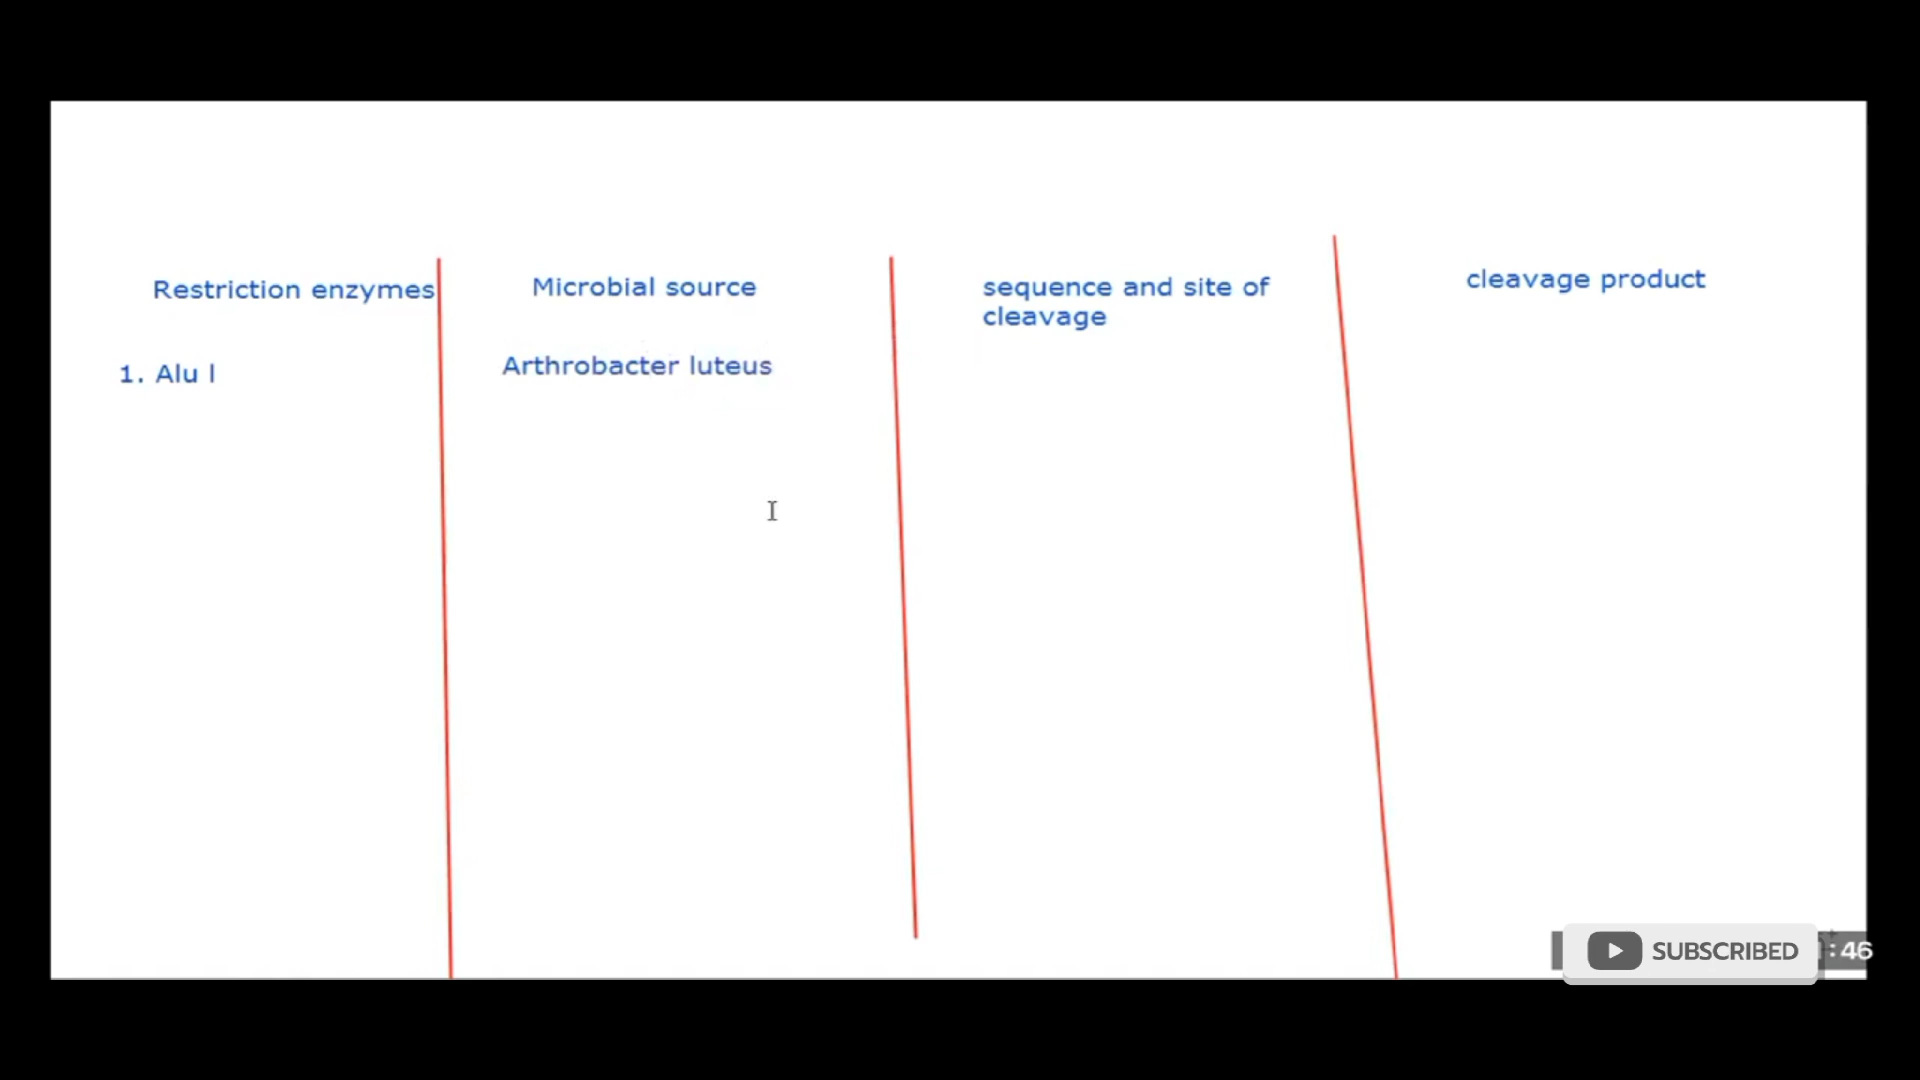 Restriction enzymes
Microbial source
sequence and site of
cleavage
cleavage product
1. Alu l
Arthrobacter luteus
SUBSCRIBED
:46